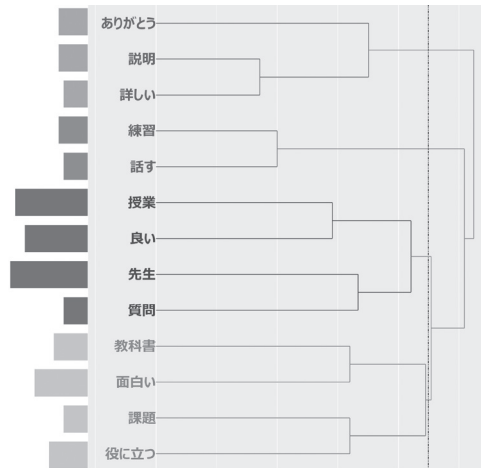 ありがとう
説明
詳しい
練習
話す
授業
良い
先生
質問
教科書
面白い
課題
役に立つ